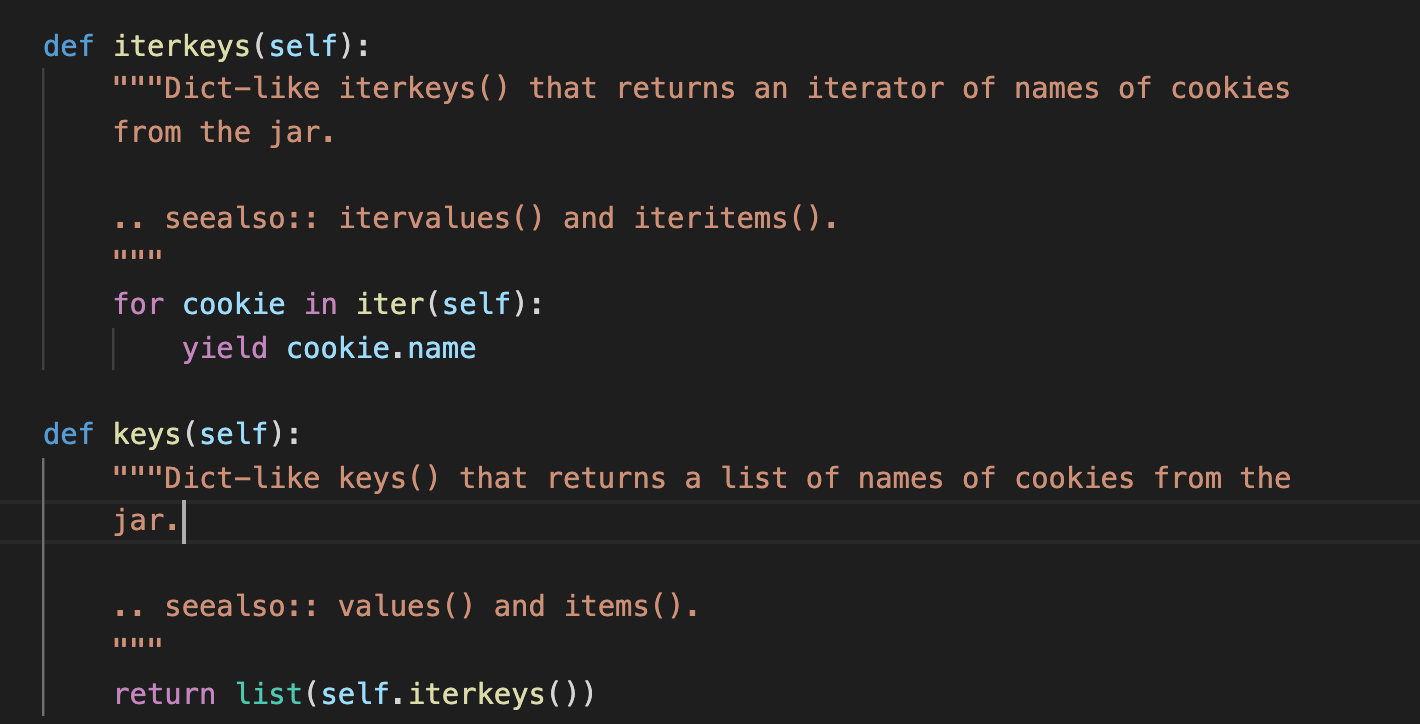 def iterkeys(self):
    """Dict-like iterkeys() that returns an iterator of names of cookies
    from the jar.

    .. seealso:: itervalues() and iteritems().
    """
    for cookie in iter(self):
        yield cookie.name

def keys(self):
    """Dict-like keys() that returns a list of names of cookies from the
    jar.

    .. seealso:: values() and items().
    """
    return list(self.iterkeys())